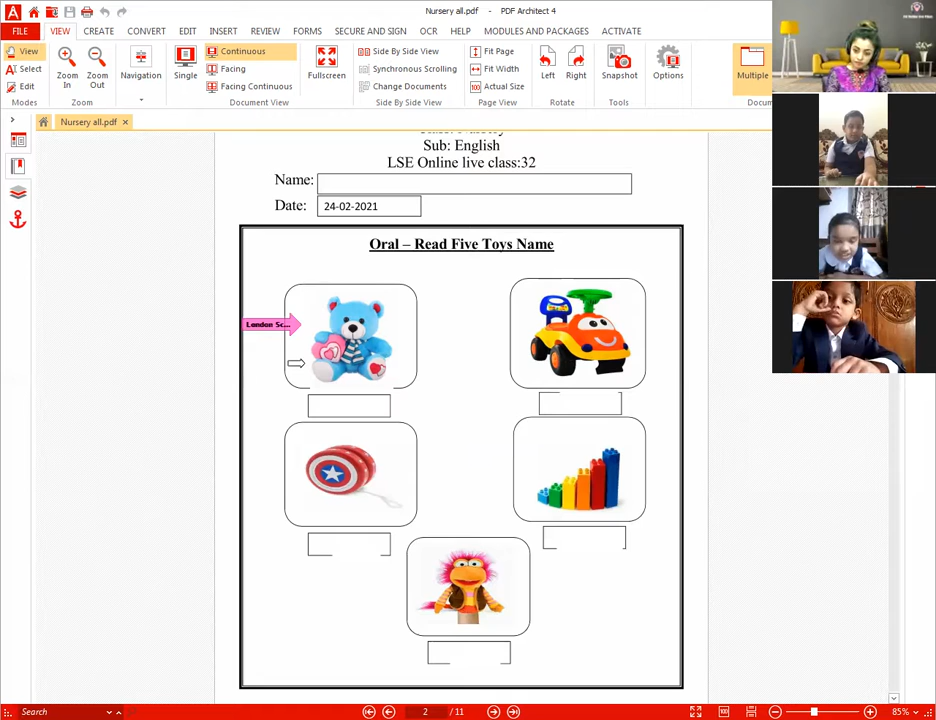 Nursery all.pdf - PDF Architect 4
FILE VIEW CREATE CONVERT EDIT INSERT REVIEW FORMS SECURE AND SIGN OCR HELP MODULES AND PRODUCTS ACTIVATE
View
Select
Edit
Modes
Zoom In
Zoom Out
Zoom
Navigation
Single
Continuous
Facing
Facing Continuous
Document View
Fullscreen
Side By Side View
Synchronous Scrolling
Change Documents
Side By Side View
Fit Page
Fit Width
Actual Size
Page View
Left
Right
Rotate
Snapshot
Tools
Options
Multiple
Docum
Nursery all.pdf
Sub: English
LSE Online live class:32
Name:
Date: 24-02-2021
Oral – Read Five Toys Name
London Sc...
Search
2 / 11
85%